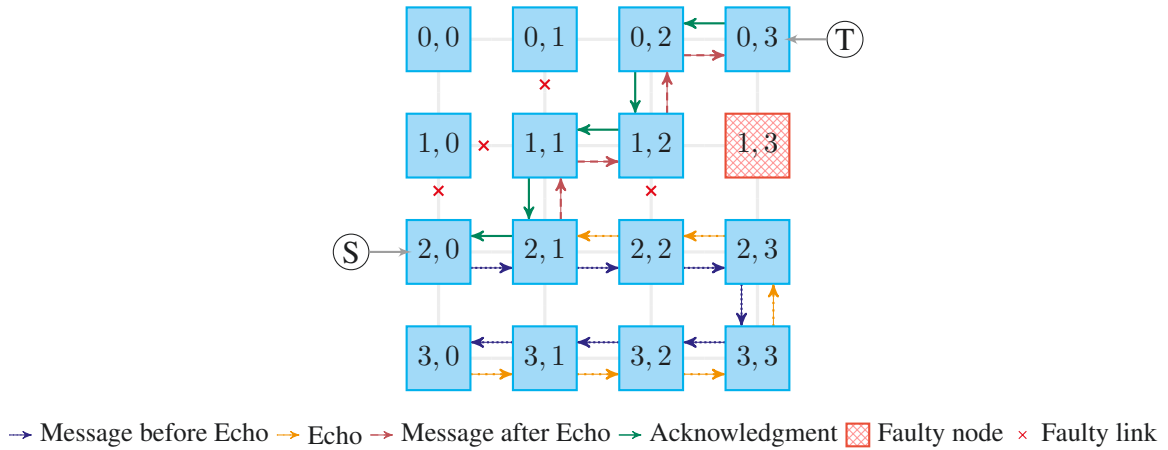 0, 0 0, 1 0, 2 0, 3 T
1, 0 1, 1 1, 2 1, 3
S 2, 0 2, 1 2, 2 2, 3
3, 0 3, 1 3, 2 3, 3
Message before Echo Echo Message after Echo Acknowledgment Faulty node Faulty link